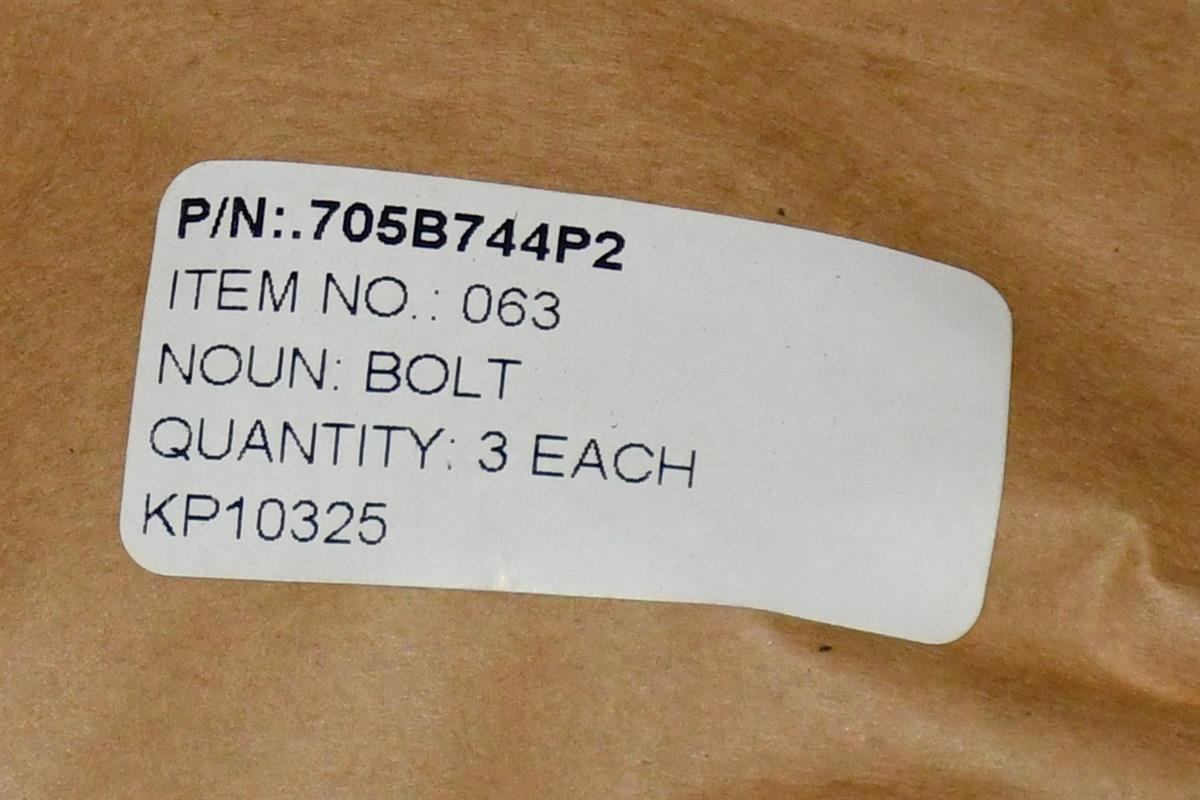 P/N:.705B744P2
ITEM NO.: 063
NOUN: BOLT
QUANTITY: 3 EACH
KP10325